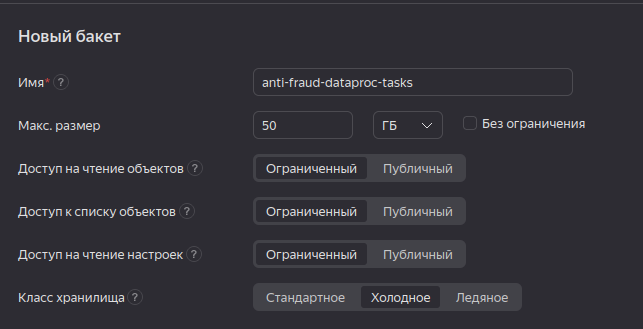 Новый бакет
Имя* ? anti-fraud-dataproc-tasks
Макс. размер 50 ГБ Без ограничения
Доступ на чтение объектов ? Ограниченный Публичный
Доступ к списку объектов ? Ограниченный Публичный
Доступ на чтение настроек ? Ограниченный Публичный
Класс хранилища ? Стандартное Холодное Ледяное